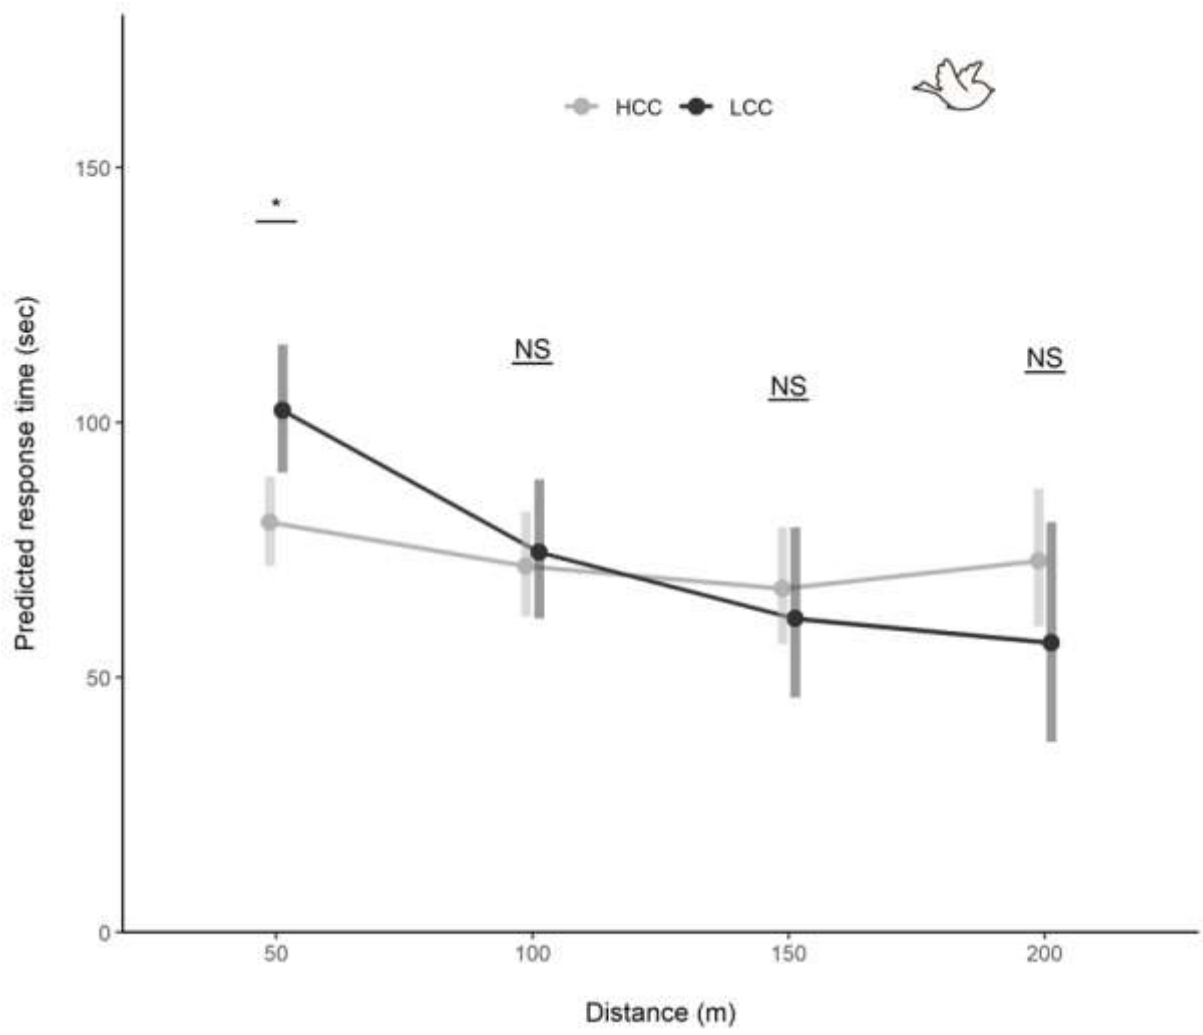 HCC LCC
150
*
NS
NS
NS
100
50
0
50 100 150 200
Predicted response time (sec)
Distance (m)